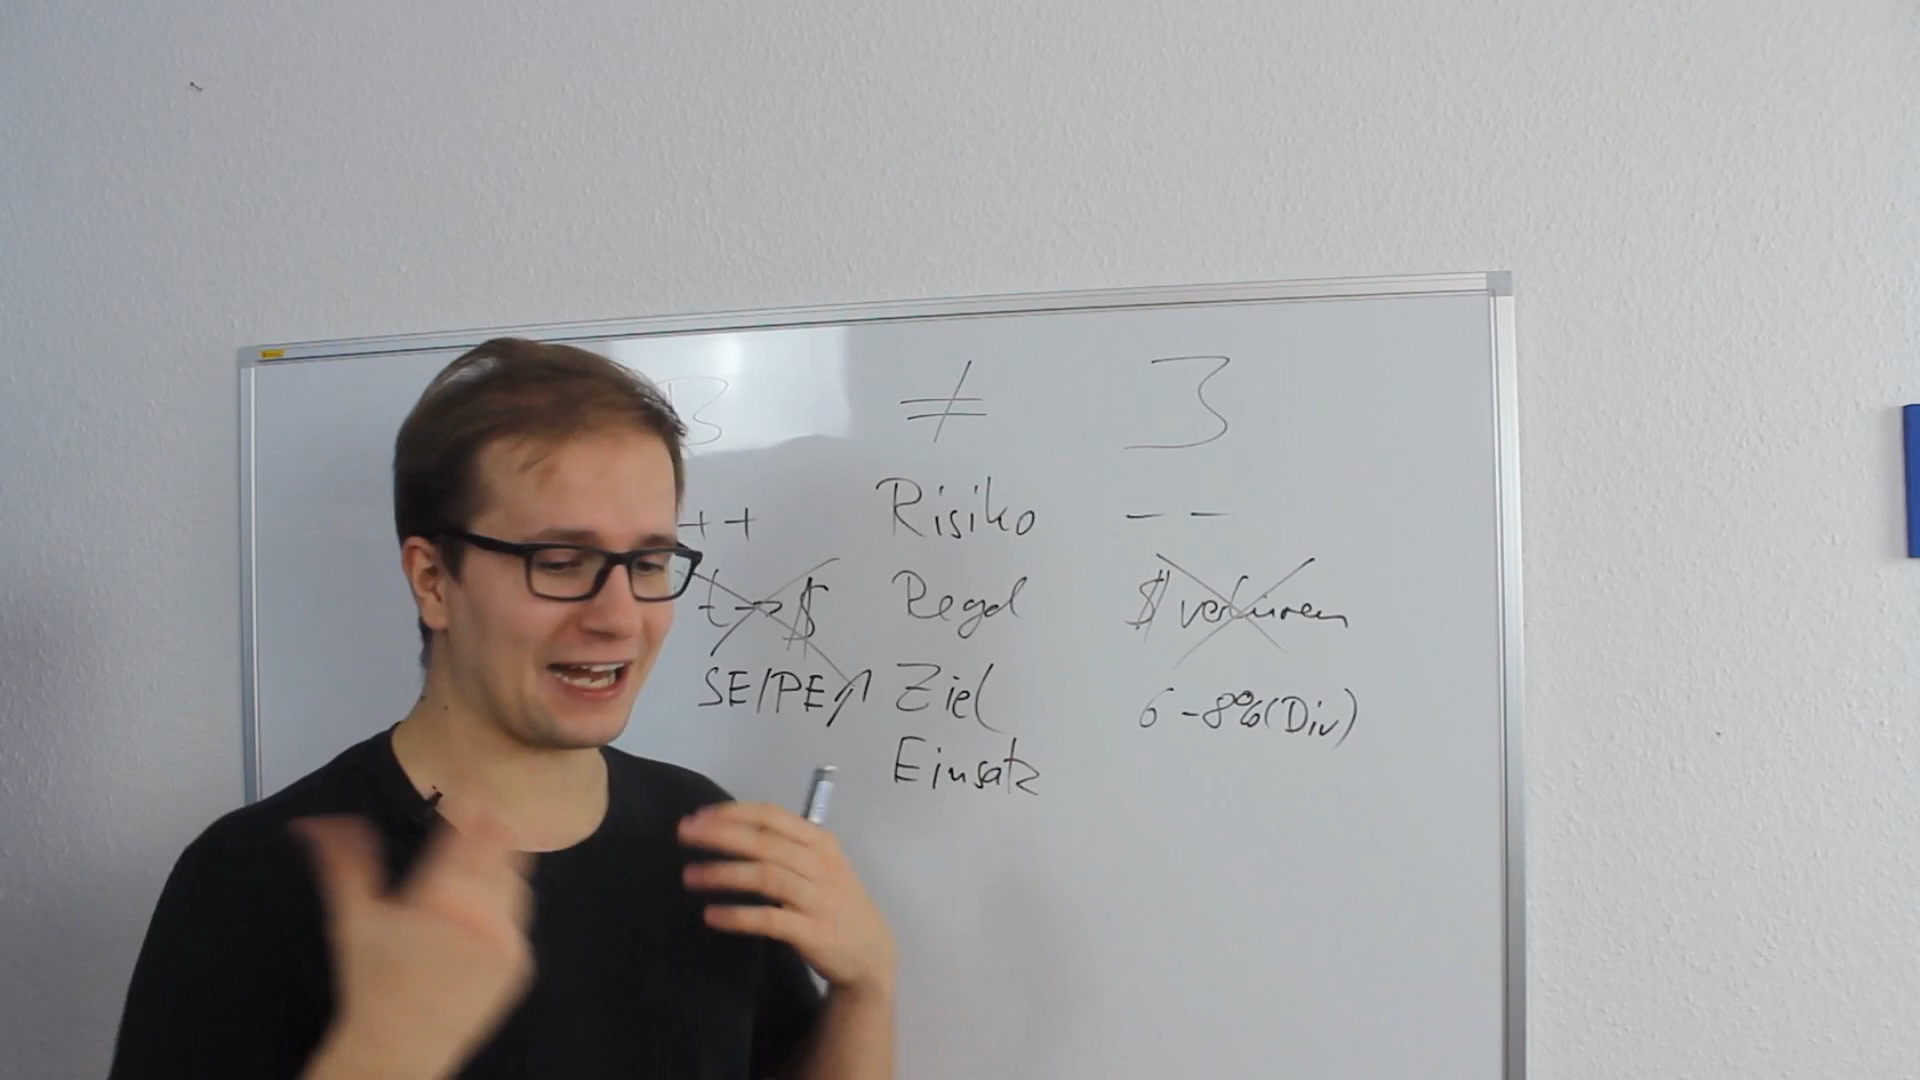 B ≠ 3
++ Risiko --
t → $ Regel $ verlieren
SE/PE↑ Ziel 6-8% (Div)
Einsatz